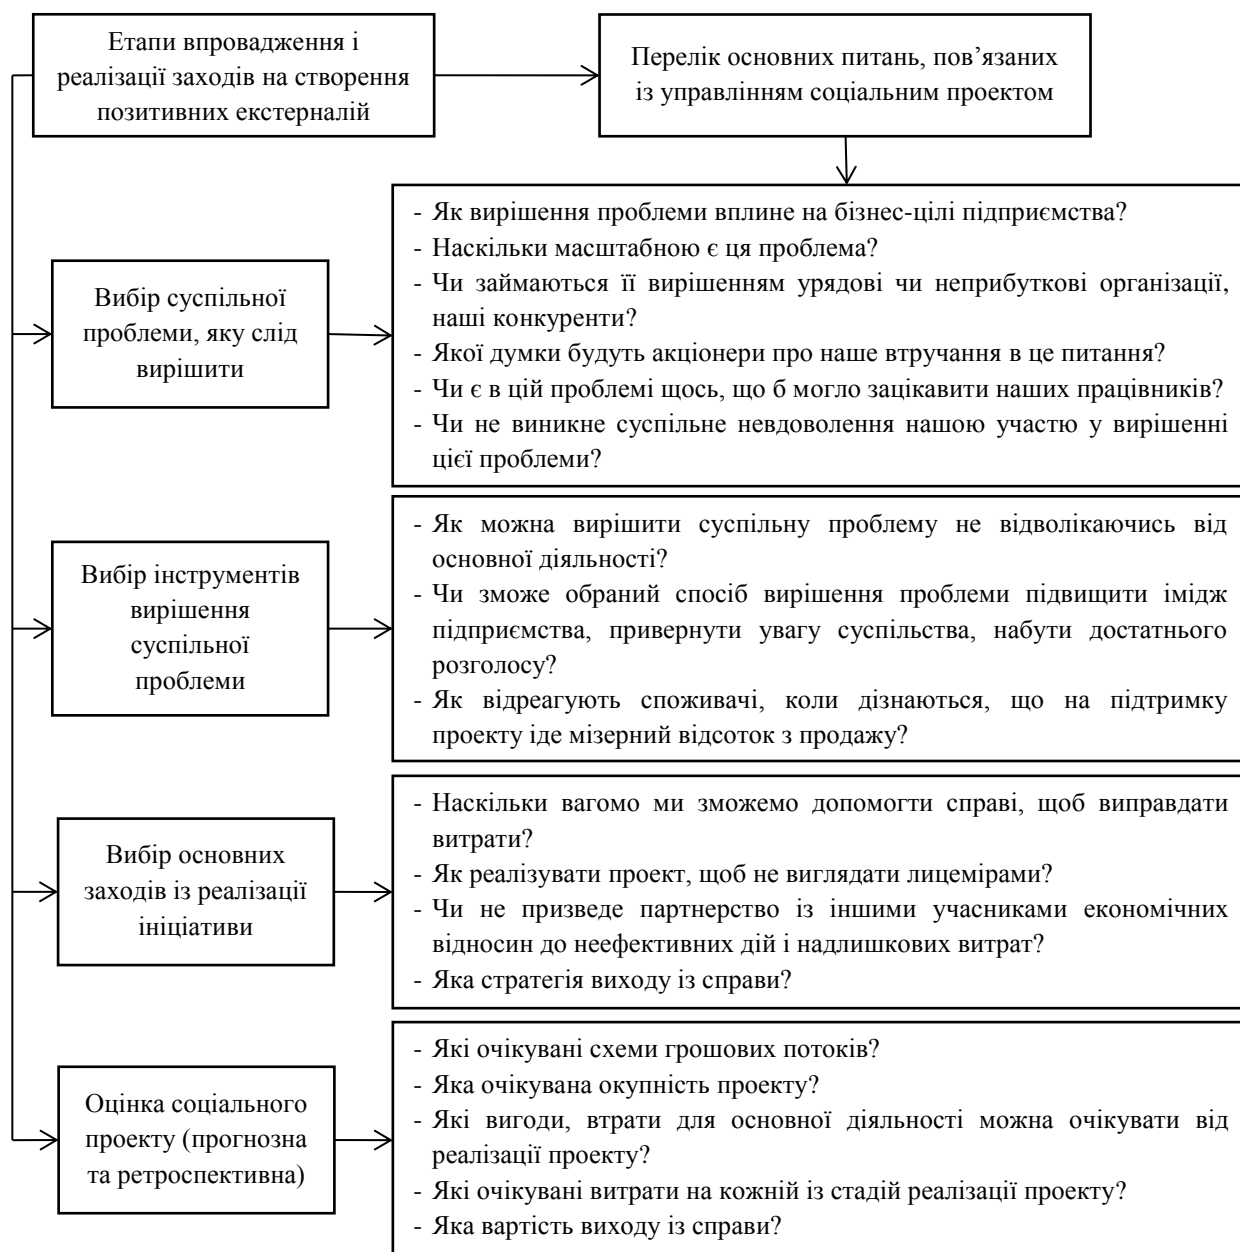 Етапи впровадження і
реалізації заходів на створення
позитивних екстерналій
Перелік основних питань, пов’язаних
із управлінням соціальним проектом
Вибір суспільної
проблеми, яку слід
вирішити
- Як вирішення проблеми вплине на бізнес-цілі підприємства?
- Наскільки масштабною є ця проблема?
- Чи займаються її вирішенням урядові чи неприбуткові організації,
наші конкуренти?
- Якої думки будуть акціонери про наше втручання в це питання?
- Чи є в цій проблемі щось, що б могло зацікавити наших працівників?
- Чи не виникне суспільне невдоволення нашою участю у вирішенні
цієї проблеми?
Вибір інструментів
вирішення
суспільної
проблеми
- Як можна вирішити суспільну проблему не відволікаючись від
основної діяльності?
- Чи зможе обраний спосіб вирішення проблеми підвищити імідж
підприємства, привернути увагу суспільства, набути достатнього
розголосу?
- Як відреагують споживачі, коли дізнаються, що на підтримку
проекту іде мізерний відсоток з продажу?
Вибір основних
заходів із реалізації
ініціативи
- Наскільки вагомо ми зможемо допомогти справі, щоб виправдати
витрати?
- Як реалізувати проект, щоб не виглядати лицемірами?
- Чи не призведе партнерство із іншими учасниками економічних
відносин до неефективних дій і надлишкових витрат?
- Яка стратегія виходу із справи?
Оцінка соціального
проекту (прогнозна
та ретроспективна)
- Які очікувані схеми грошових потоків?
- Яка очікувана окупність проекту?
- Які вигоди, втрати для основної діяльності можна очікувати від
реалізації проекту?
- Які очікувані витрати на кожній із стадій реалізації проекту?
- Яка вартість виходу із справи?